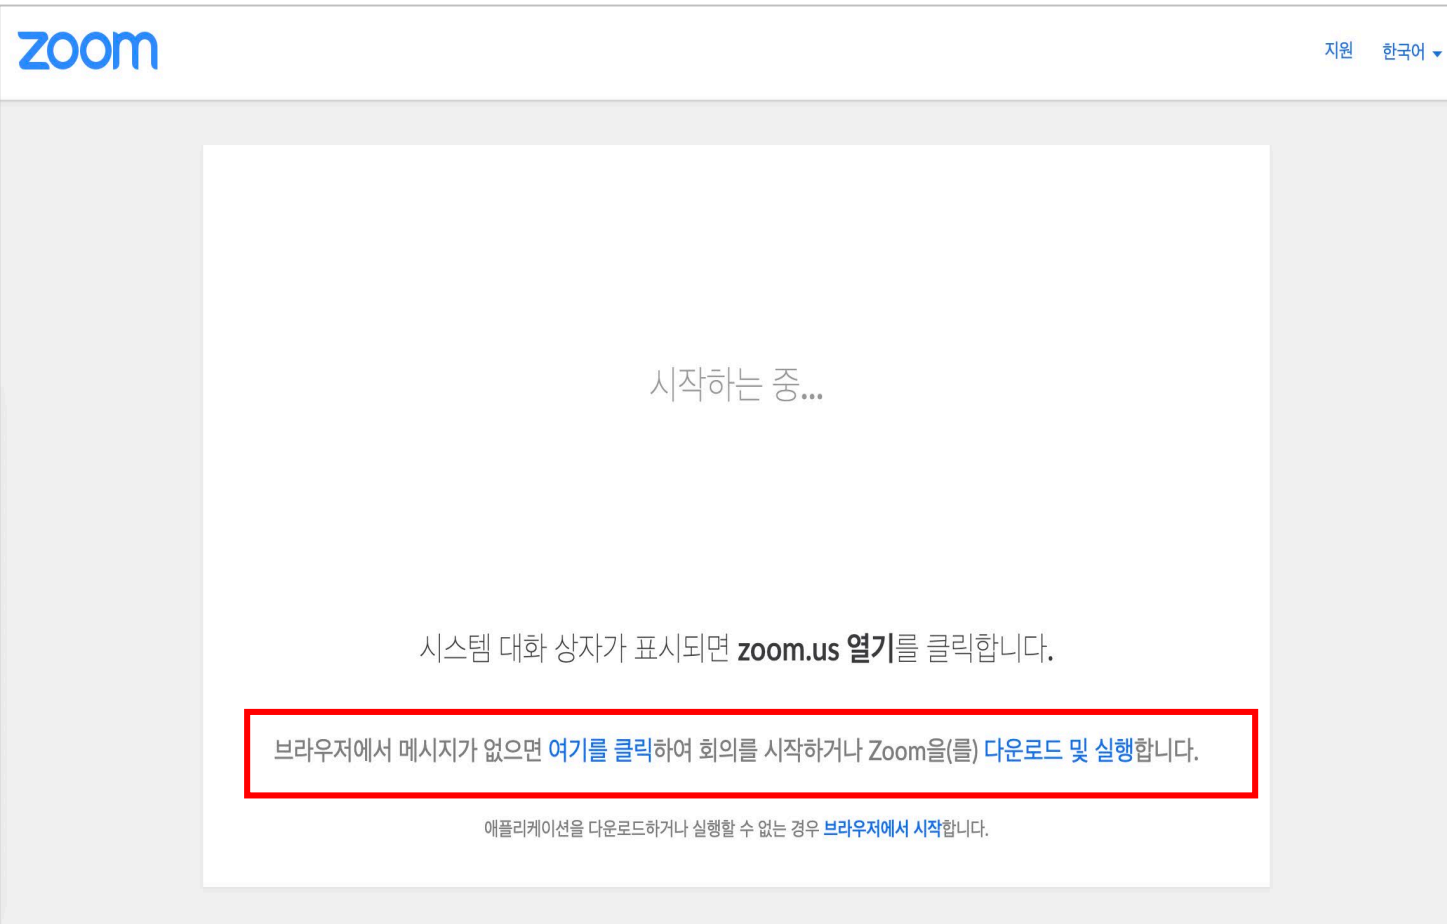 zoom
지원 한국어
시작하는 중...
시스템 대화 상자가 표시되면 zoom.us 열기를 클릭합니다.
브라우저에서 메시지가 없으면 여기를 클릭하여 회의를 시작하거나 Zoom을(를) 다운로드 및 실행합니다.
애플리케이션을 다운로드하거나 실행할 수 없는 경우 브라우저에서 시작합니다.